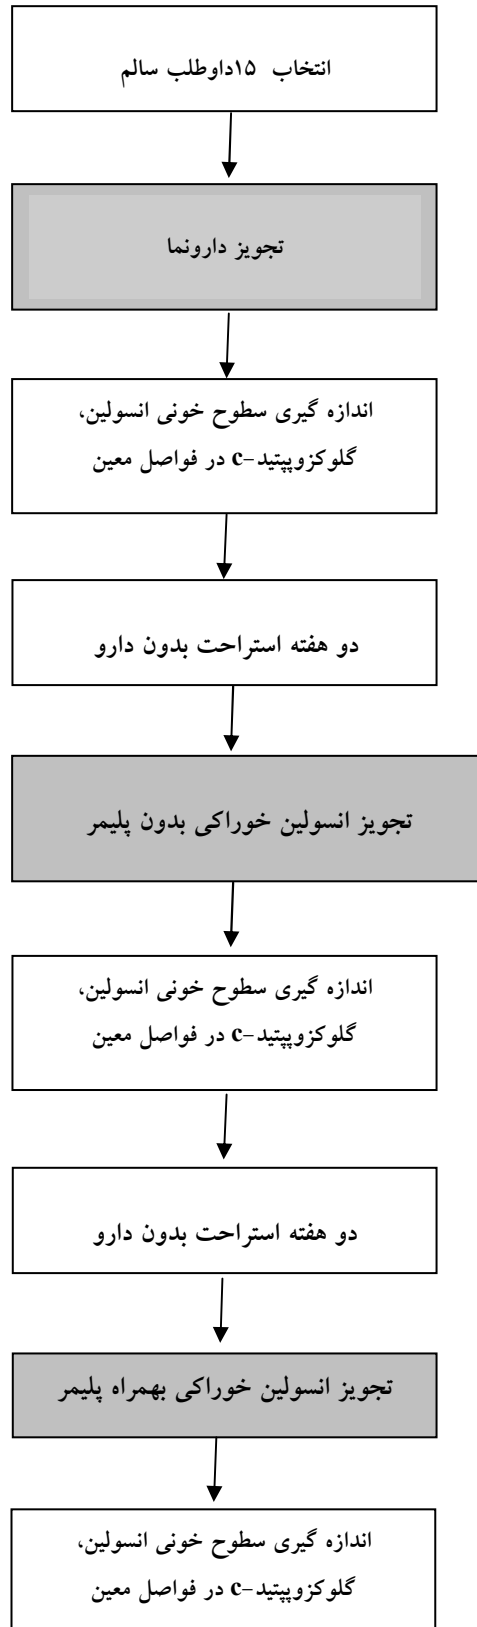 انتخاب ۱۵داوطلب سالم
تجویز دارونما
اندازه گیری سطوح خونی انسولین،
گلوکزوپپتید-c در فواصل معین
دو هفته استراحت بدون دارو
تجویز انسولین خوراکی بدون پلیمر
اندازه گیری سطوح خونی انسولین،
گلوکزوپپتید-c در فواصل معین
دو هفته استراحت بدون دارو
تجویز انسولین خوراکی بهمراه پلیمر
اندازه گیری سطوح خونی انسولین،
گلوکزوپپتید-c در فواصل معین